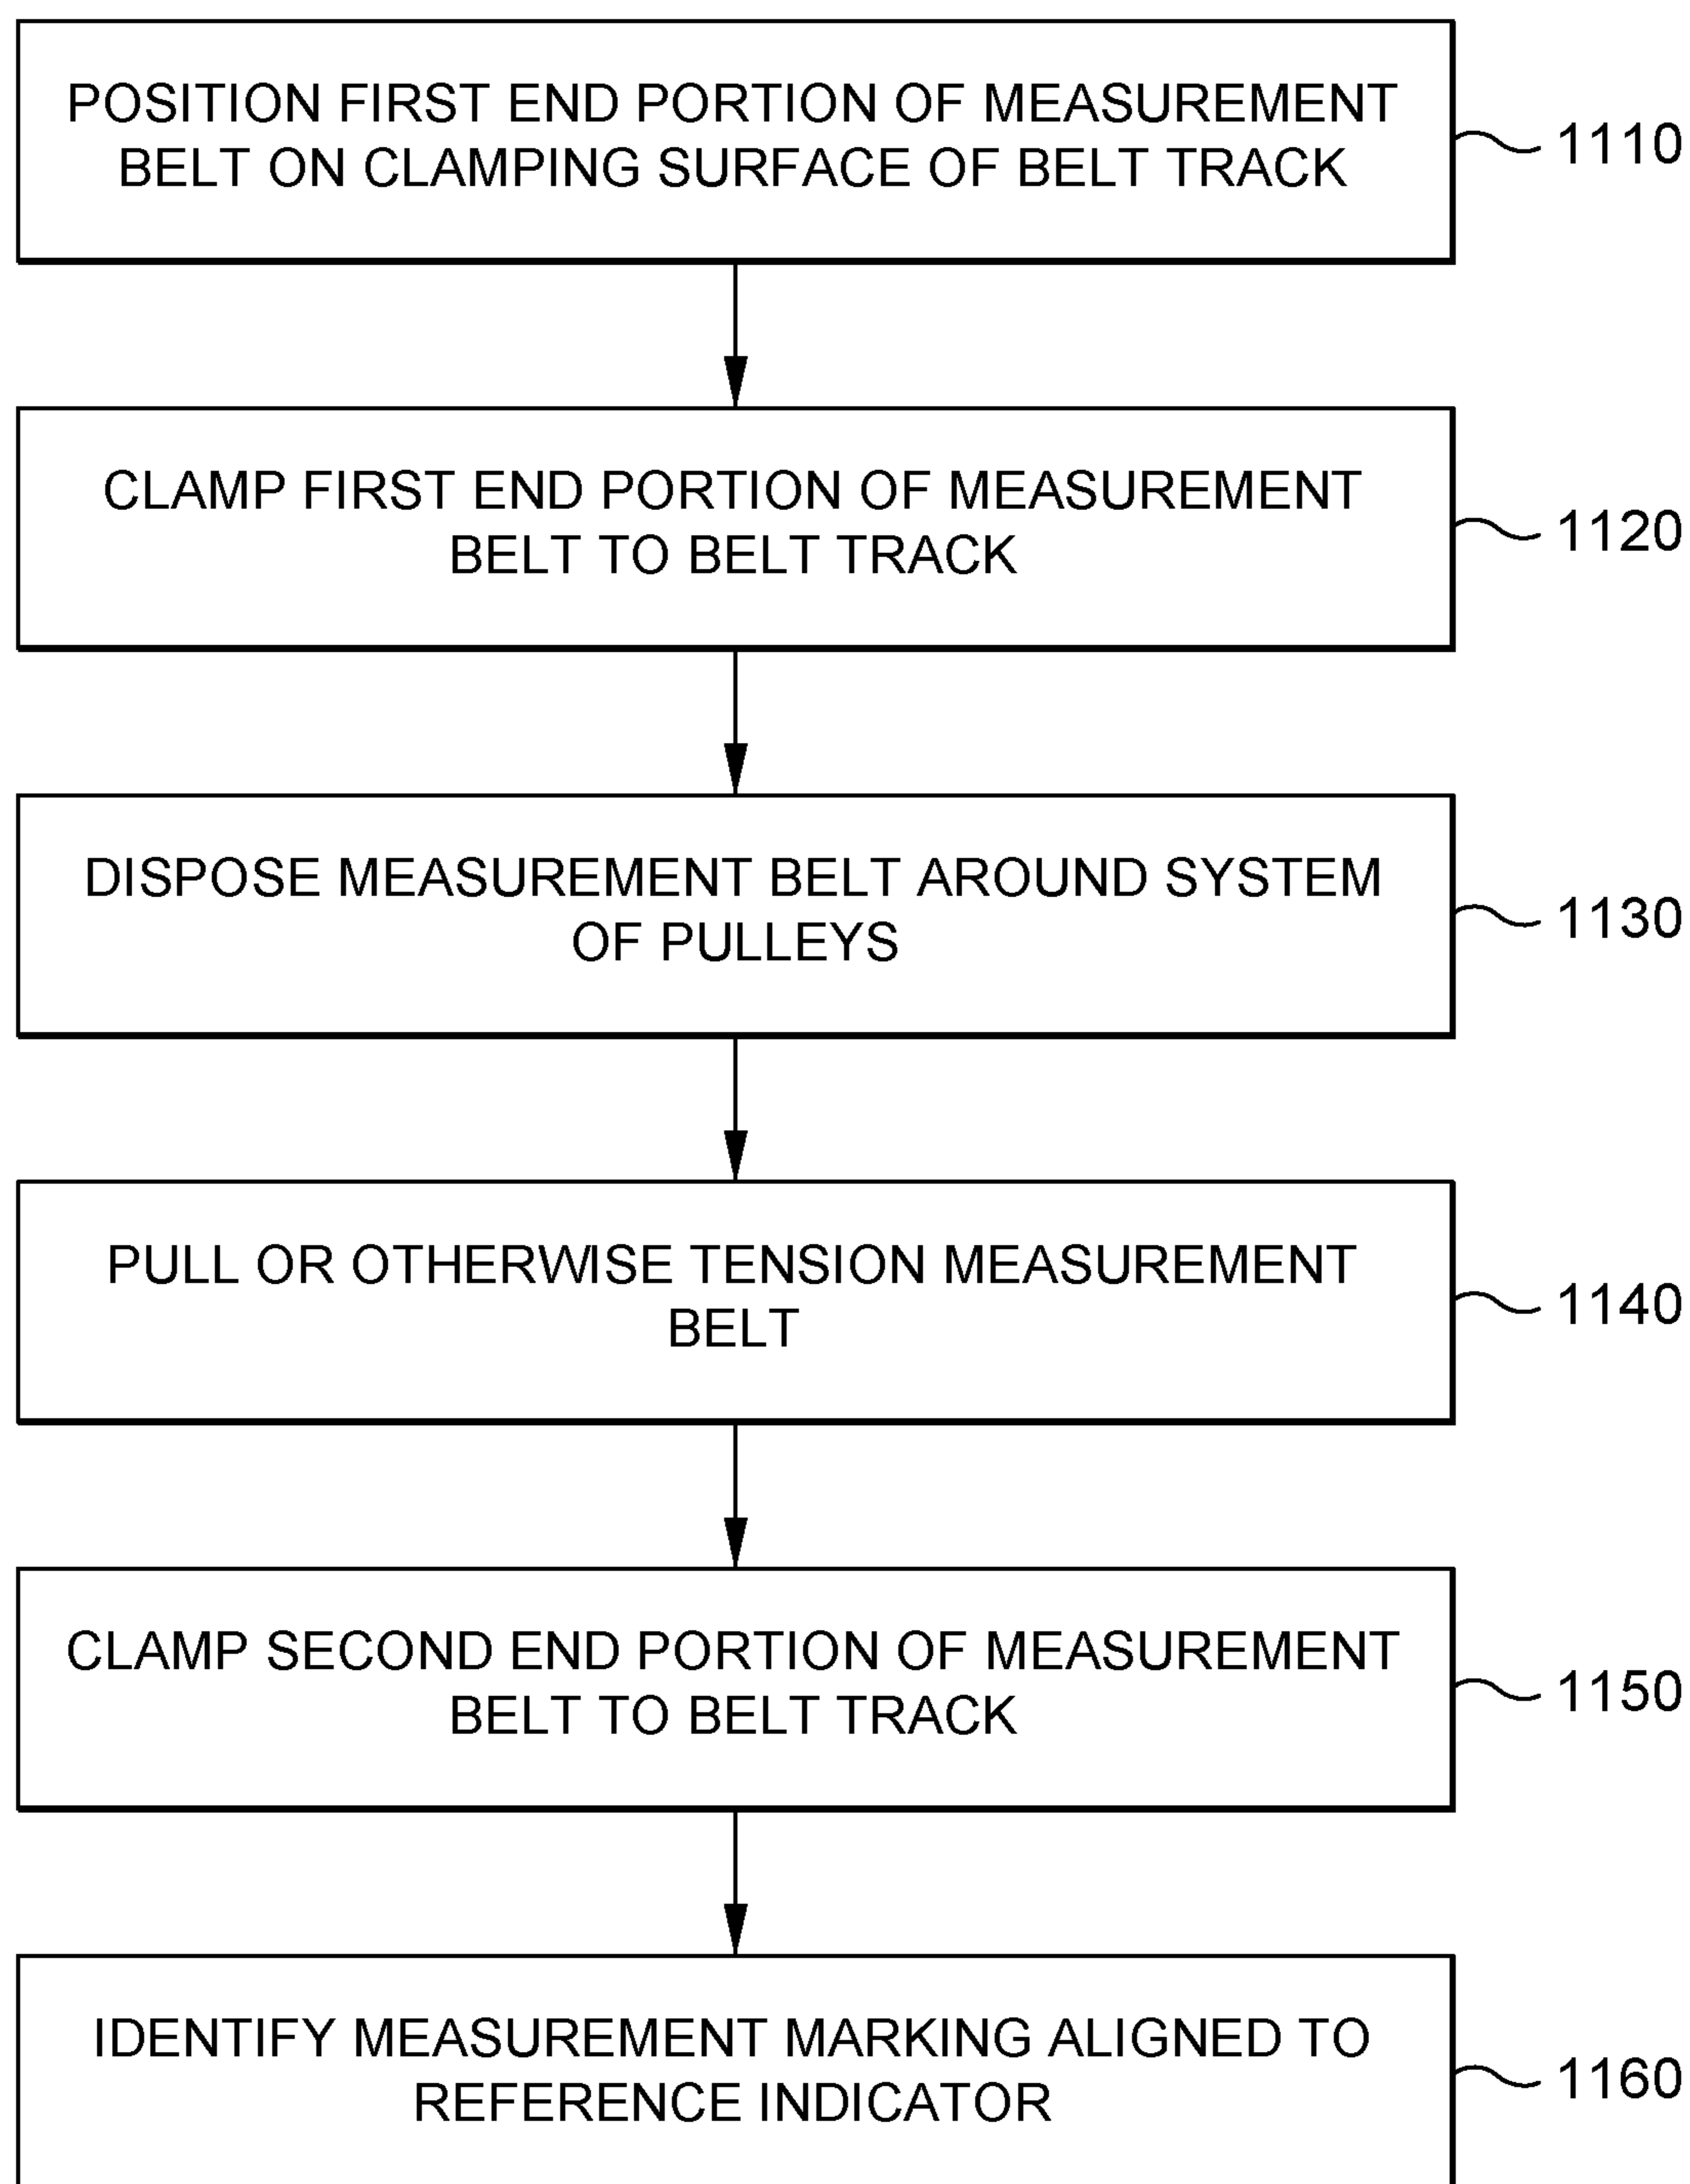 POSITION FIRST END PORTION OF MEASUREMENT
BELT ON CLAMPING SURFACE OF BELT TRACK
1110
CLAMP FIRST END PORTION OF MEASUREMENT
BELT TO BELT TRACK
1120
DISPOSE MEASUREMENT BELT AROUND SYSTEM
OF PULLEYS
1130
PULL OR OTHERWISE TENSION MEASUREMENT
BELT
1140
CLAMP SECOND END PORTION OF MEASUREMENT
BELT TO BELT TRACK
1150
IDENTIFY MEASUREMENT MARKING ALIGNED TO
REFERENCE INDICATOR
1160